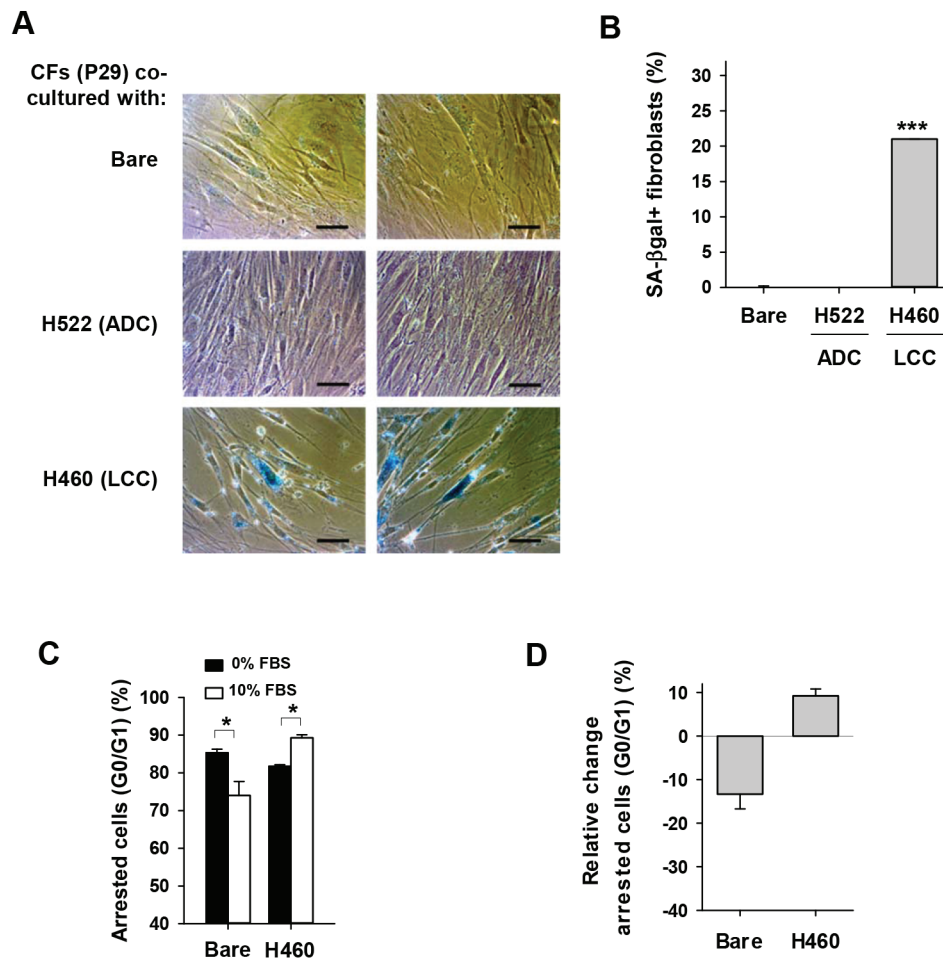 A
CFs (P29) co-
cultured with:
Bare
H522 (ADC)
H460 (LCC)
B
SA-βgal+ fibroblasts (%)
30
25
20
15
10
5
0
***
Bare
H522
H460
ADC
LCC
C
0% FBS
10% FBS
Arrested cells (G0/G1) (%)
100
90
80
70
60
50
40
*
*
Bare
H460
D
Relative change
arrested cells (G0/G1) (%)
10
0
-10
-20
-30
-40
Bare
H460